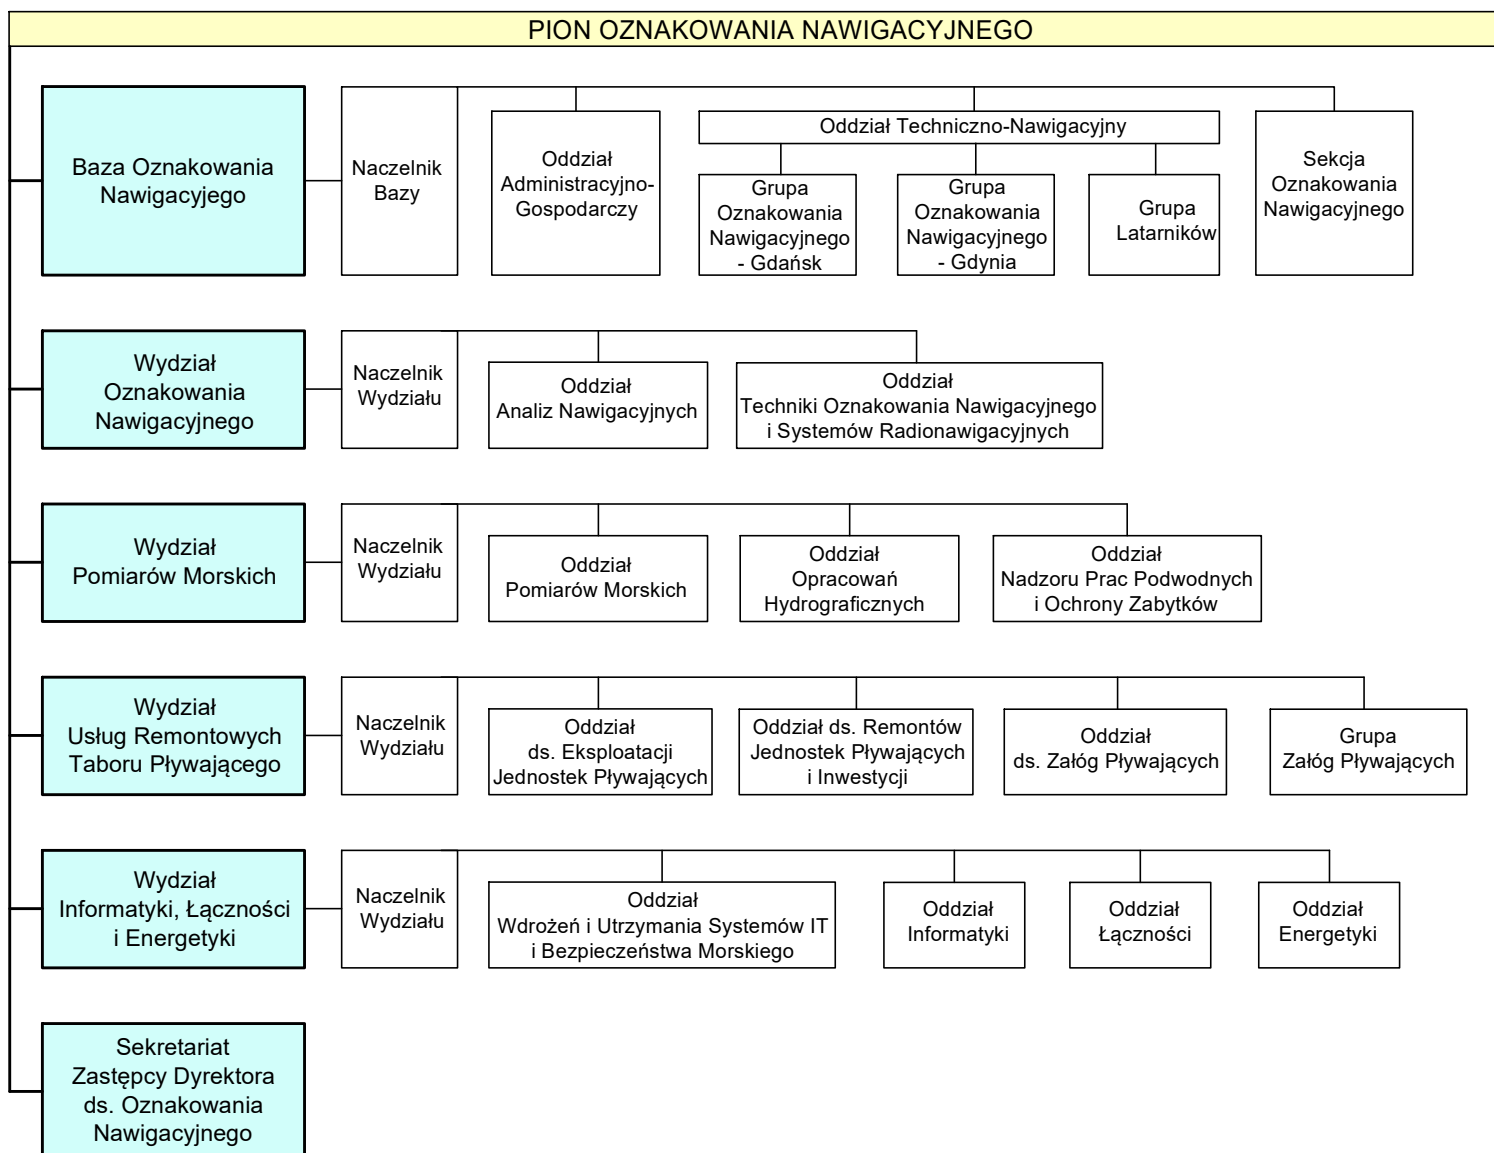 PION OZNAKOWANIA NAWIGACYJNEGO
Baza Oznakowania
Nawigacyjego
Naczelnik
Bazy
Oddział
Administracyjno-
Gospodarczy
Oddział Techniczno-Nawigacyjny
Grupa
Oznakowania
Nawigacyjnego
- Gdańsk
Grupa
Oznakowania
Nawigacyjnego
- Gdynia
Grupa
Latarników
Sekcja
Oznakowania
Nawigacyjnego
Wydział
Oznakowania
Nawigacyjnego
Naczelnik
Wydziału
Oddział
Analiz Nawigacyjnych
Oddział
Techniki Oznakowania Nawigacyjnego
i Systemów Radionawigacyjnych
Wydział
Pomiarów Morskich
Naczelnik
Wydziału
Oddział
Pomiarów Morskich
Oddział
Opracowań
Hydrograficznych
Oddział
Nadzoru Prac Podwodnych
i Ochrony Zabytków
Wydział
Usług Remontowych
Taboru Pływającego
Naczelnik
Wydziału
Oddział
ds. Eksploatacji
Jednostek Pływających
Oddział ds. Remontów
Jednostek Pływających
i Inwestycji
Oddział
ds. Załóg Pływających
Grupa
Załóg Pływających
Wydział
Informatyki, Łączności
i Energetyki
Naczelnik
Wydziału
Oddział
Wdrożeń i Utrzymania Systemów IT
i Bezpieczeństwa Morskiego
Oddział
Informatyki
Oddział
Łączności
Oddział
Energetyki
Sekretariat
Zastępcy Dyrektora
ds. Oznakowania
Nawigacyjnego